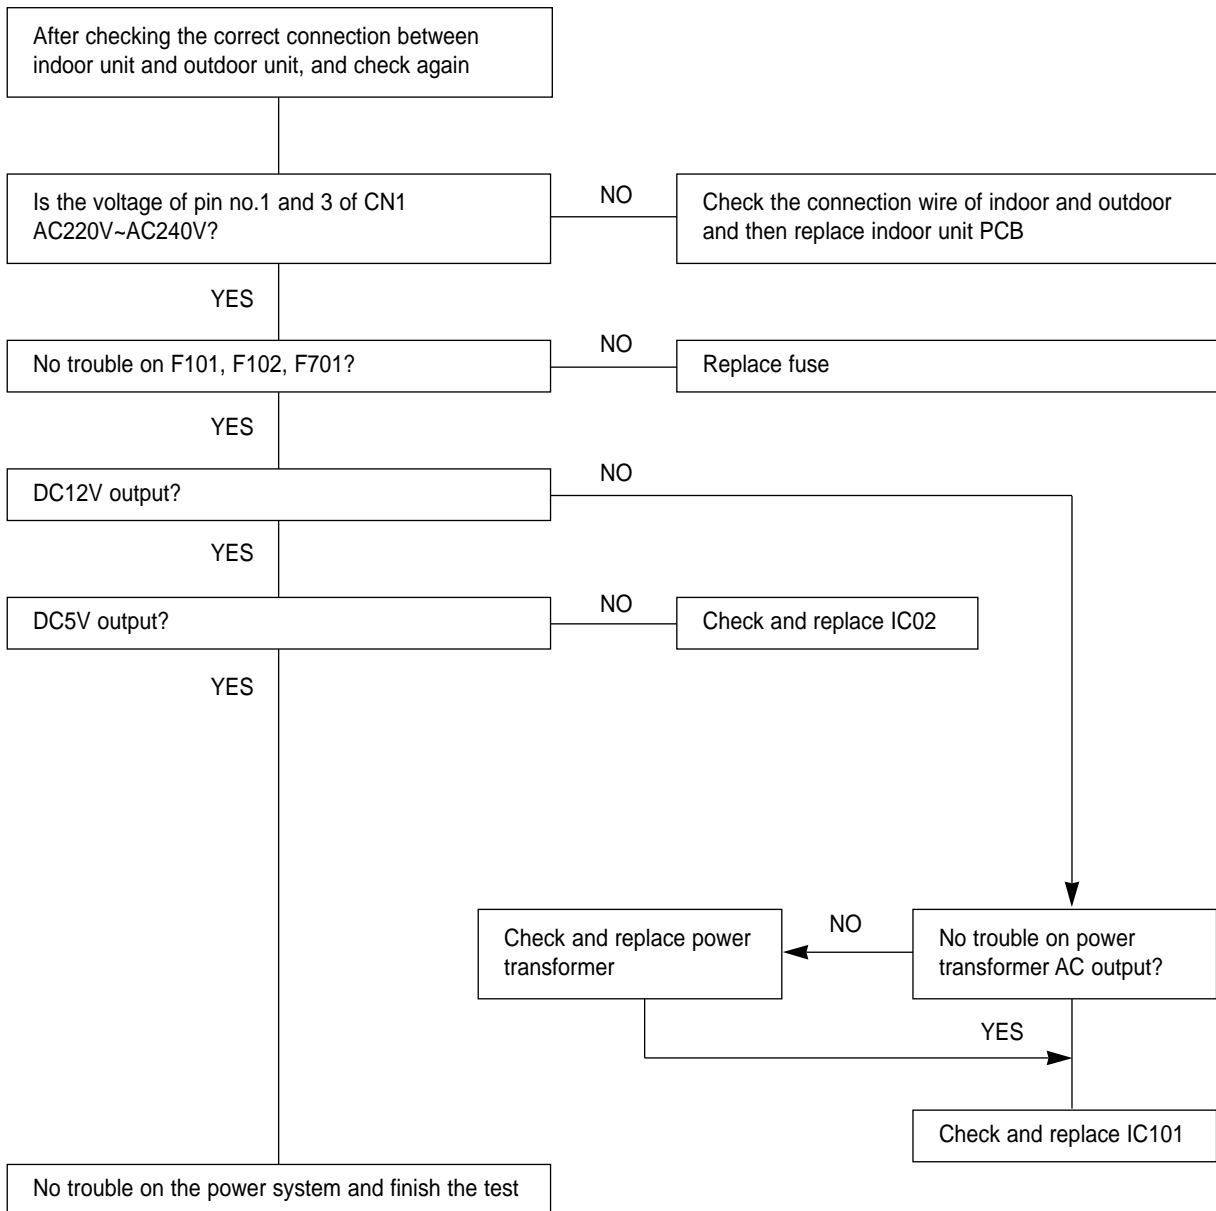 After checking the correct connection between
indoor unit and outdoor unit, and check again
Is the voltage of pin no.1 and 3 of CN1
AC220V~AC240V?
NO
Check the connection wire of indoor and outdoor
and then replace indoor unit PCB
YES
No trouble on F101, F102, F701?
NO
Replace fuse
YES
DC12V output?
NO
YES
DC5V output?
NO
Check and replace IC02
YES
Check and replace power
transformer
NO
No trouble on power
transformer AC output?
YES
Check and replace IC101
No trouble on the power system and finish the test